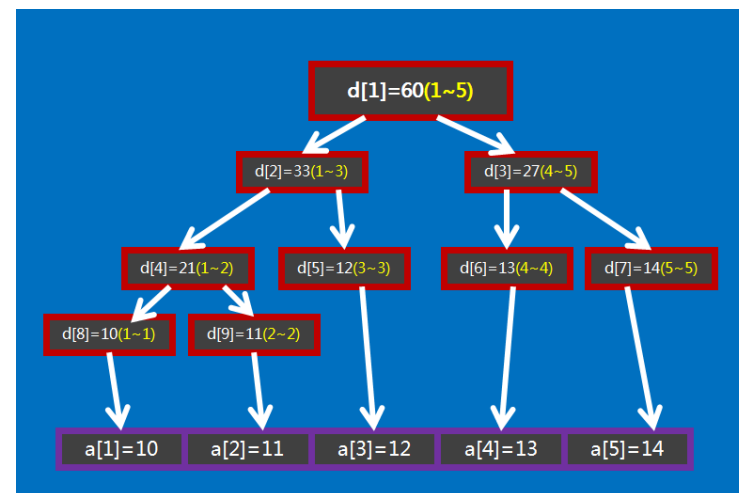 d[1]=60(1~5)
d[2]=33(1~3)
d[3]=27(4~5)
d[4]=21(1~2)
d[5]=12(3~3)
d[6]=13(4~4)
d[7]=14(5~5)
d[8]=10(1~1)
d[9]=11(2~2)
a[1]=10
a[2]=11
a[3]=12
a[4]=13
a[5]=14